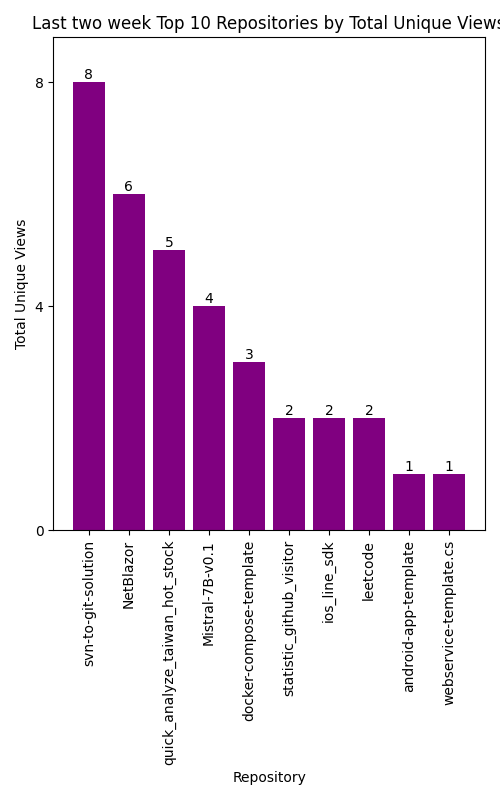 Last two week Top 10 Repositories by Total Unique Views
8
6
5
4
3
2
2
2
1
1
8
4
0
Total Unique Views
svn-to-git-solution
NetBlazor
quick_analyze_taiwan_hot_stock
Mistral-7B-v0.1
docker-compose-template
statistic_github_visitor
ios_line_sdk
leetcode
android-app-template
webservice-template.cs
Repository